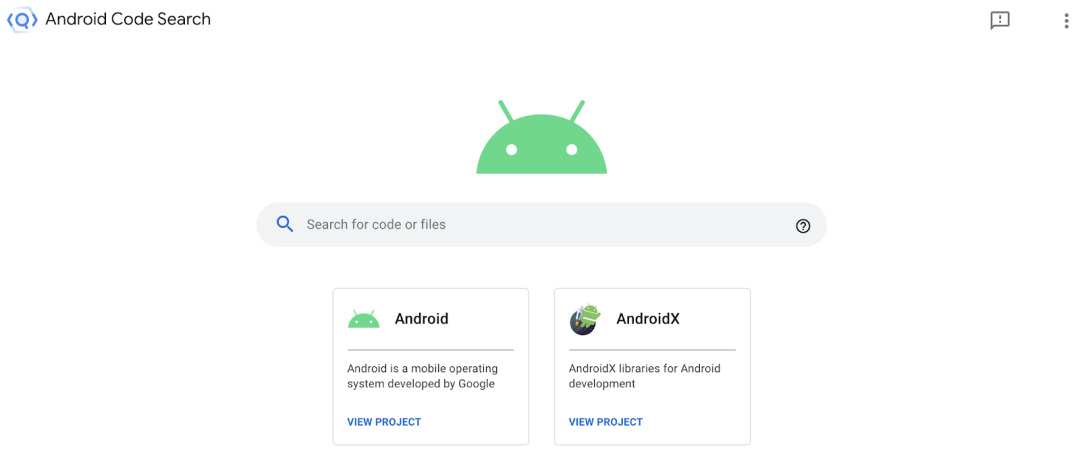 Android Code Search
Search for code or files
Android
Android is a mobile operating
system developed by Google
VIEW PROJECT
AndroidX
AndroidX libraries for Android
development
VIEW PROJECT